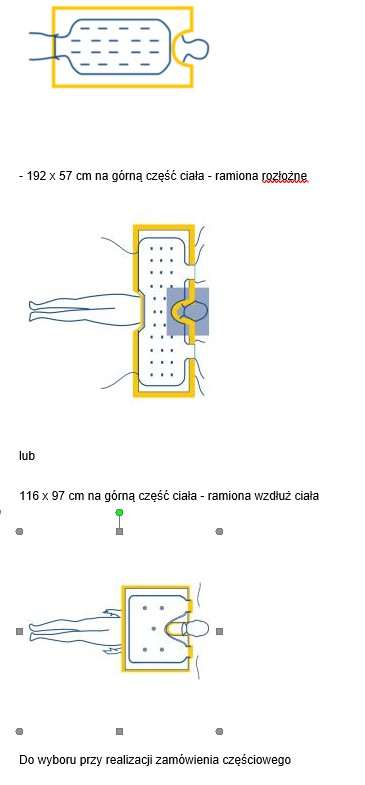 - 192 x 57 cm na górną część ciała - ramiona rozłożne
lub
116 x 97 cm na górną część ciała - ramiona wzdłuż ciała
Do wyboru przy realizacji zamówienia częściowego